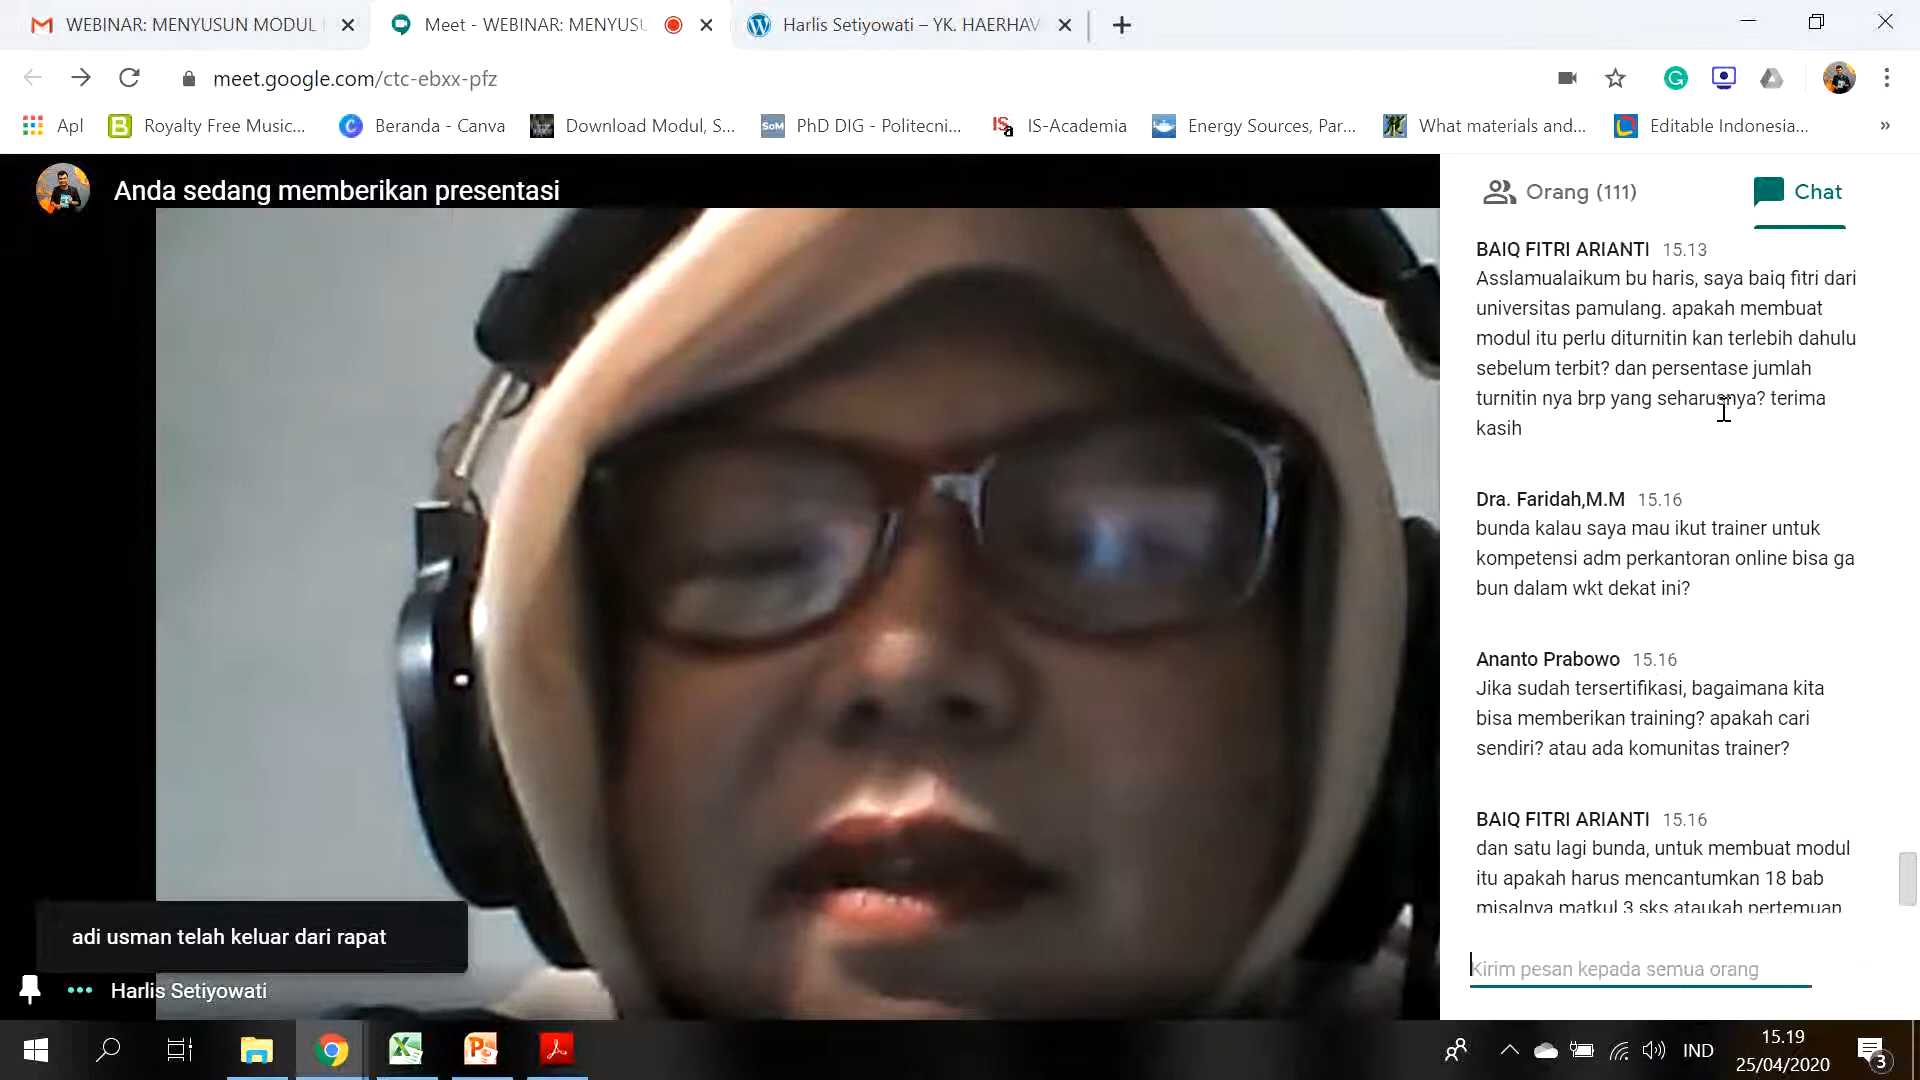 WEBINAR: MENYUSUN MODUL
Meet - WEBINAR: MENYUSU
Harlis Setiyowati – YK. HAERHAV
meet.google.com/ctc-ebxx-pfz
Apl
Royalty Free Music...
Beranda - Canva
Download Modul, S...
SoM
PhD DIG - Politecni...
IS-Academia
Energy Sources, Par...
What materials and...
Editable Indonesia...
»
Anda sedang memberikan presentasi
Orang (111)
Chat
BAIQ FITRI ARIANTI 15.13
Asslamualaikum bu haris, saya baiq fitri dari
universitas pamulang. apakah membuat
modul itu perlu diturnitin kan terlebih dahulu
sebelum terbit? dan persentase jumlah
turnitin nya brp yang seharusnya? terima
kasih
Dra. Faridah,M.M 15.16
bunda kalau saya mau ikut trainer untuk
kompetensi adm perkantoran online bisa ga
bun dalam wkt dekat ini?
Ananto Prabowo 15.16
Jika sudah tersertifikasi, bagaimana kita
bisa memberikan training? apakah cari
sendiri? atau ada komunitas trainer?
BAIQ FITRI ARIANTI 15.16
dan satu lagi bunda, untuk membuat modul
itu apakah harus mencantumkan 18 bab
misalnya matkul 3 sks ataukah pertemuan
Kirim pesan kepada semua orang
adi usman telah keluar dari rapat
Harlis Setiyowati
IND
15.19
25/04/2020
3